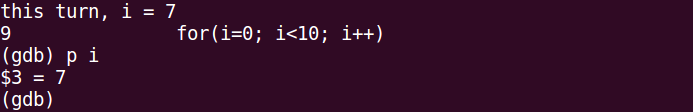 this turn, i = 7
9               for(i=0; i<10; i++)
(gdb) p i
$3 = 7
(gdb)